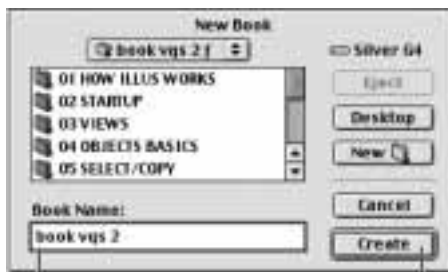 New Book
book vqs 2 f
Silver G4
01 HOW ILLUS WORKS
02 STARTUP
03 VIEWS
04 OBJECTS BASICS
05 SELECT/COPY
Eject
Desktop
New
Cancel
Create
Book Name:
book vqs 2